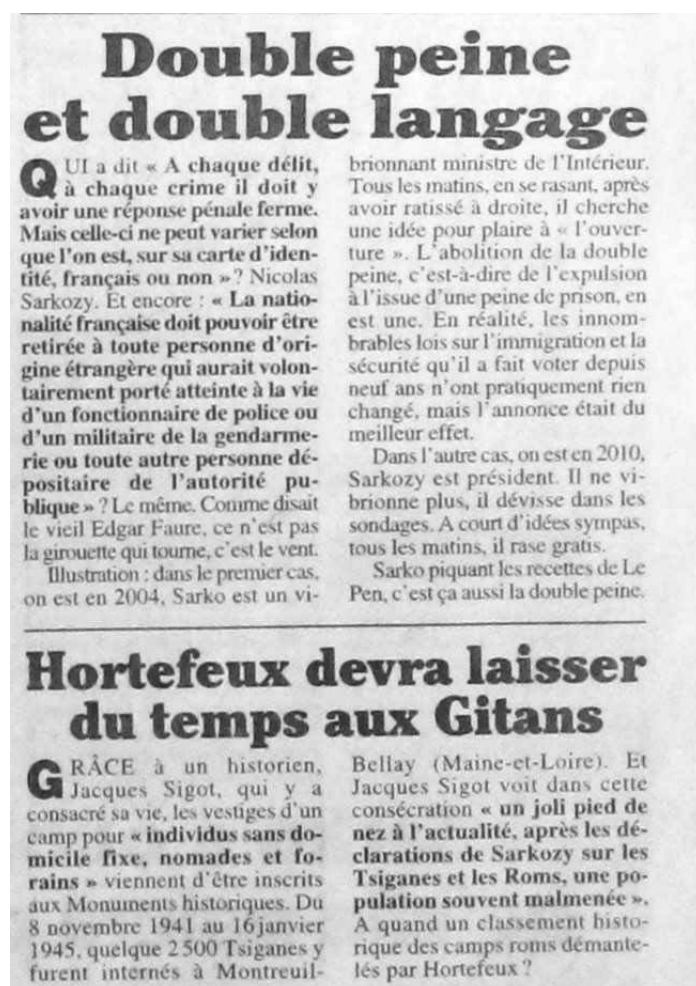 Double peine
et double langage
QUI a dit « A chaque délit,
à chaque crime il doit y
avoir une réponse pénale ferme.
Mais celle-ci ne peut varier selon
que l'on est, sur sa carte d'iden-
tité, français ou non » ? Nicolas
Sarkozy. Et encore : « La natio-
nalité française doit pouvoir être
retirée à toute personne d'ori-
gine étrangère qui aurait volon-
tairement porté atteinte à la vie
d'un fonctionnaire de police ou
d'un militaire de la gendarme-
rie ou toute autre personne dé-
positaire de l'autorité pu-
blique » ? Le même. Comme disait
le vieil Edgar Faure, ce n'est pas
la girouette qui tourne, c'est le vent.
Illustration : dans le premier cas,
on est en 2004, Sarko est un vi-
brionnant ministre de l'Intérieur.
Tous les matins, en se rasant, après
avoir ratissé à droite, il cherche
une idée pour plaire à « l'ouver-
ture ». L'abolition de la double
peine, c'est-à-dire de l'expulsion
à l'issue d'une peine de prison, en
est une. En réalité, les innom-
brables lois sur l'immigration et la
sécurité qu'il a fait voter depuis
neuf ans n'ont pratiquement rien
changé, mais l'annonce était du
meilleur effet.
Dans l'autre cas, on est en 2010,
Sarkozy est président. Il ne vi-
brionne plus, il dévisse dans les
sondages. A court d'idées sympas,
tous les matins, il rase gratis.
Sarko piquant les recettes de Le
Pen, c'est ça aussi la double peine.
Hortefeux devra laisser
du temps aux Gitans
GRÂCE à un historien,
Jacques Sigot, qui y a
consacré sa vie, les vestiges d'un
camp pour « individus sans do-
micile fixe, nomades et fo-
rains » viennent d'être inscrits
aux Monuments historiques. Du
8 novembre 1941 au 16 janvier
1945, quelque 2 500 Tsiganes y
furent internés à Montreuil-
Bellay (Maine-et-Loire). Et
Jacques Sigot voit dans cette
consécration « un joli pied de
nez à l'actualité, après les dé-
clarations de Sarkozy sur les
Tsiganes et les Roms, une po-
pulation souvent malmenée ».
A quand un classement histo-
rique des camps roms démante-
lés par Hortefeux ?